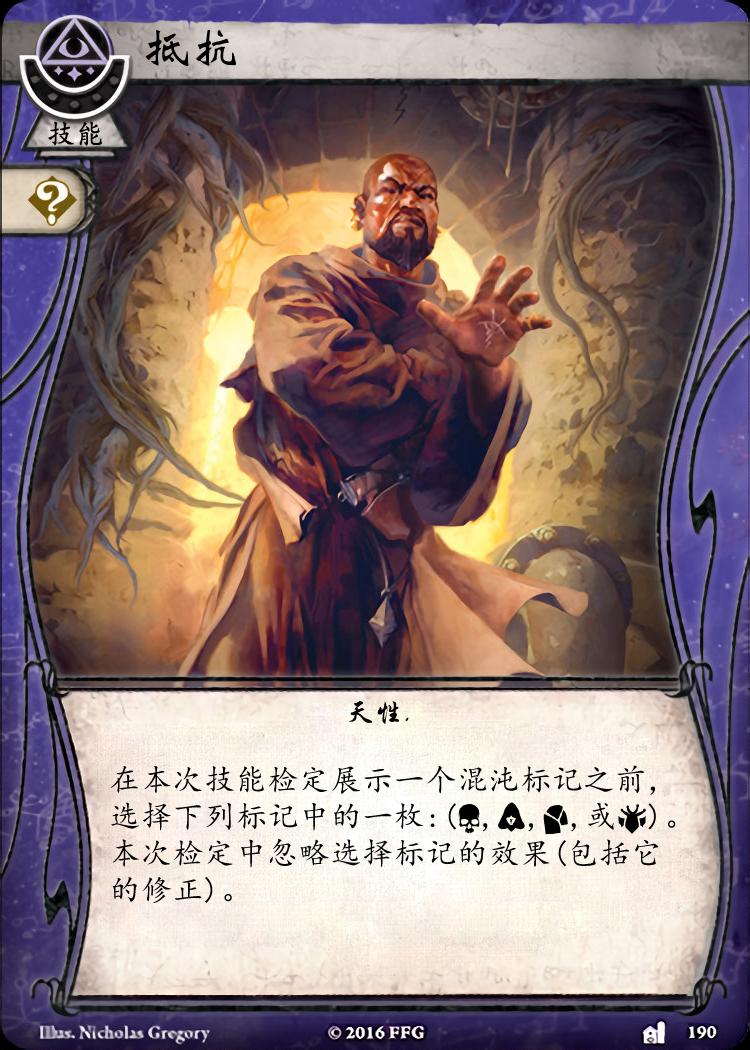 抵抗
技能
天性.
在本次技能检定展示一个混沌标记之前，
选择下列标记中的一枚：(, , , 或)。
本次检定中忽略选择标记的效果(包括它
的修正)。
Illus. Nicholas Gregory
© 2016 FFG
190